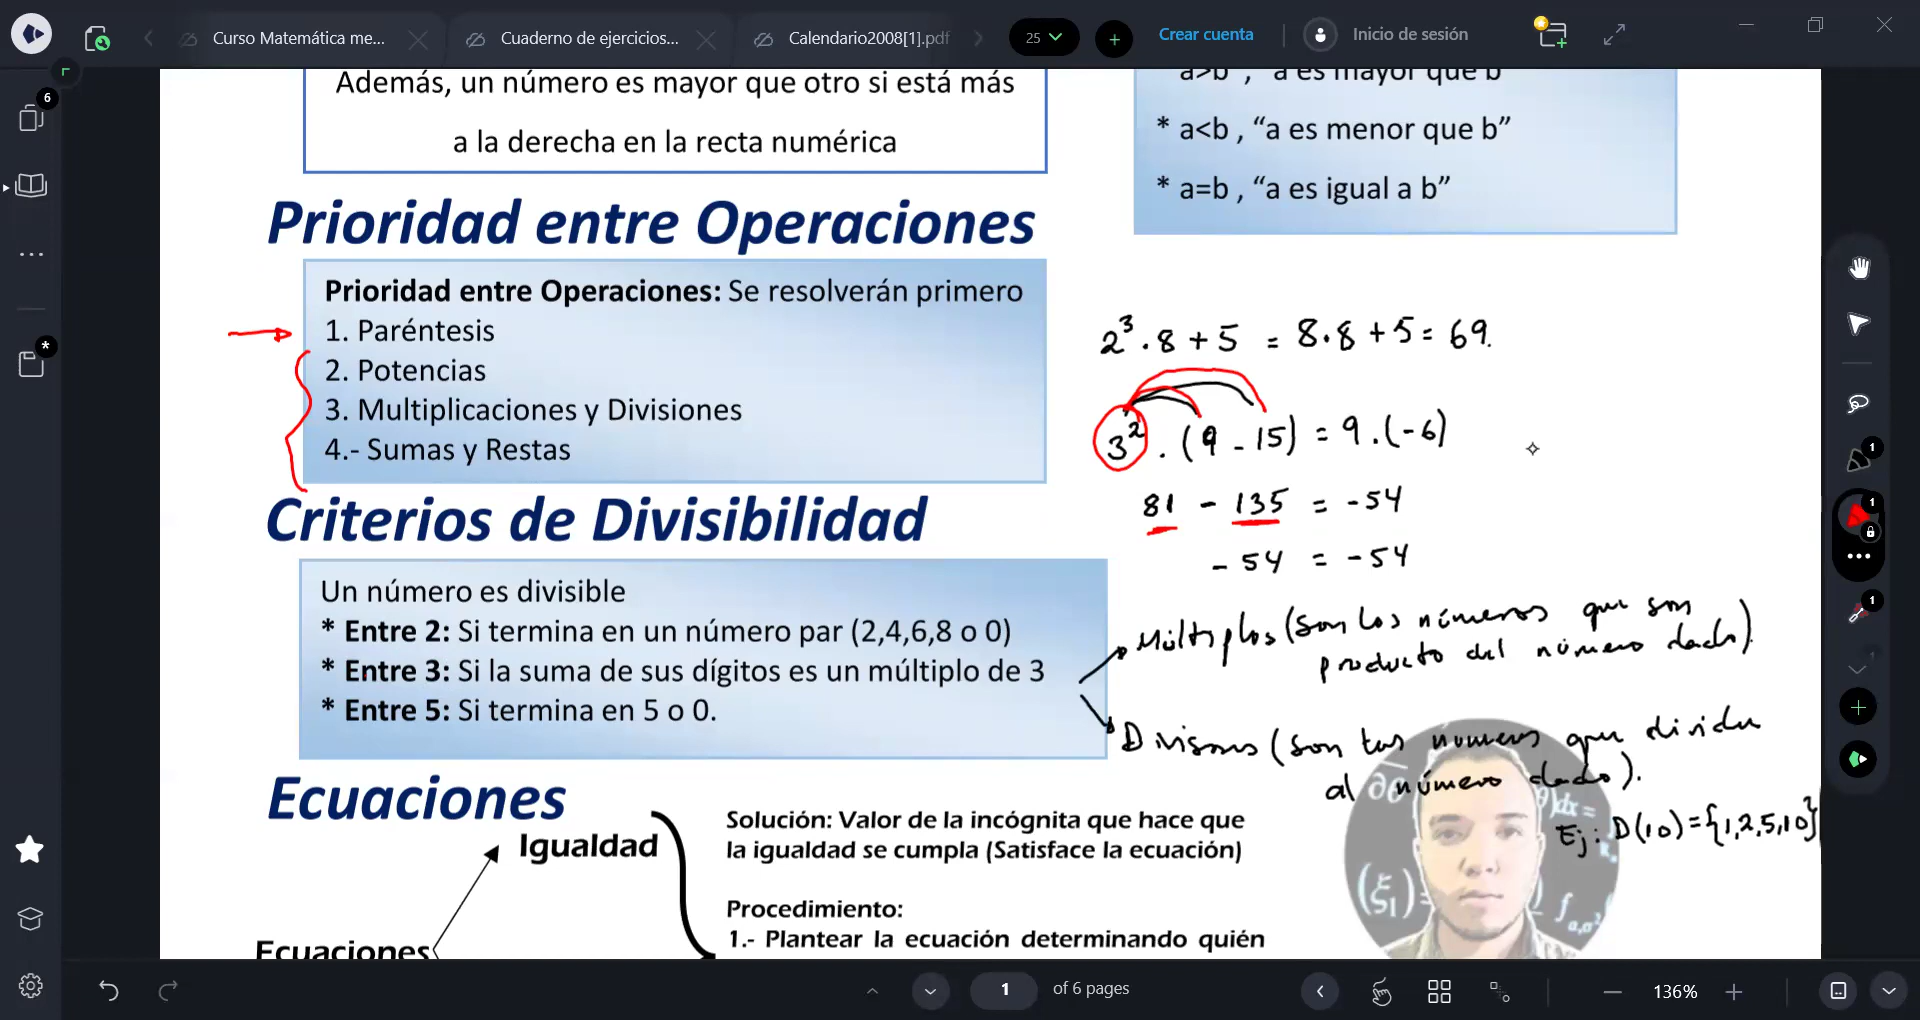 Curso Matemática me...
Cuaderno de ejercicios...
Calendario2008[1].pdf
25
Crear cuenta
Inicio de sesión
6
Además, un número es mayor que otro si está más
a la derecha en la recta numérica
a>b , “a es mayor que b”
* a<b , “a es menor que b”
* a=b , “a es igual a b”
Prioridad entre Operaciones
Prioridad entre Operaciones: Se resolverán primero
1. Paréntesis
2. Potencias
3. Multiplicaciones y Divisiones
4.- Sumas y Restas
2³ . 8 + 5 = 8.8 + 5 = 69.
3² . (9 - 15) = 9 . (-6)
81 - 135 = -54
- 54 = -54
Criterios de Divisibilidad
Un número es divisible
* Entre 2: Si termina en un número par (2,4,6,8 o 0)
* Entre 3: Si la suma de sus dígitos es un múltiplo de 3
* Entre 5: Si termina en 5 o 0.
Múltiplos (son los números que son
producto del número dado).
Divisores (son los números que dividen
al número dado).
Ej: D(10) = {1,2,5,10}
Ecuaciones
Igualdad
Solución: Valor de la incógnita que hace que
la igualdad se cumpla (Satisface la ecuación)
Procedimiento:
1.- Plantear la ecuación determinando quién
Ecuaciones
1
1
1
1
of 6 pages
136%